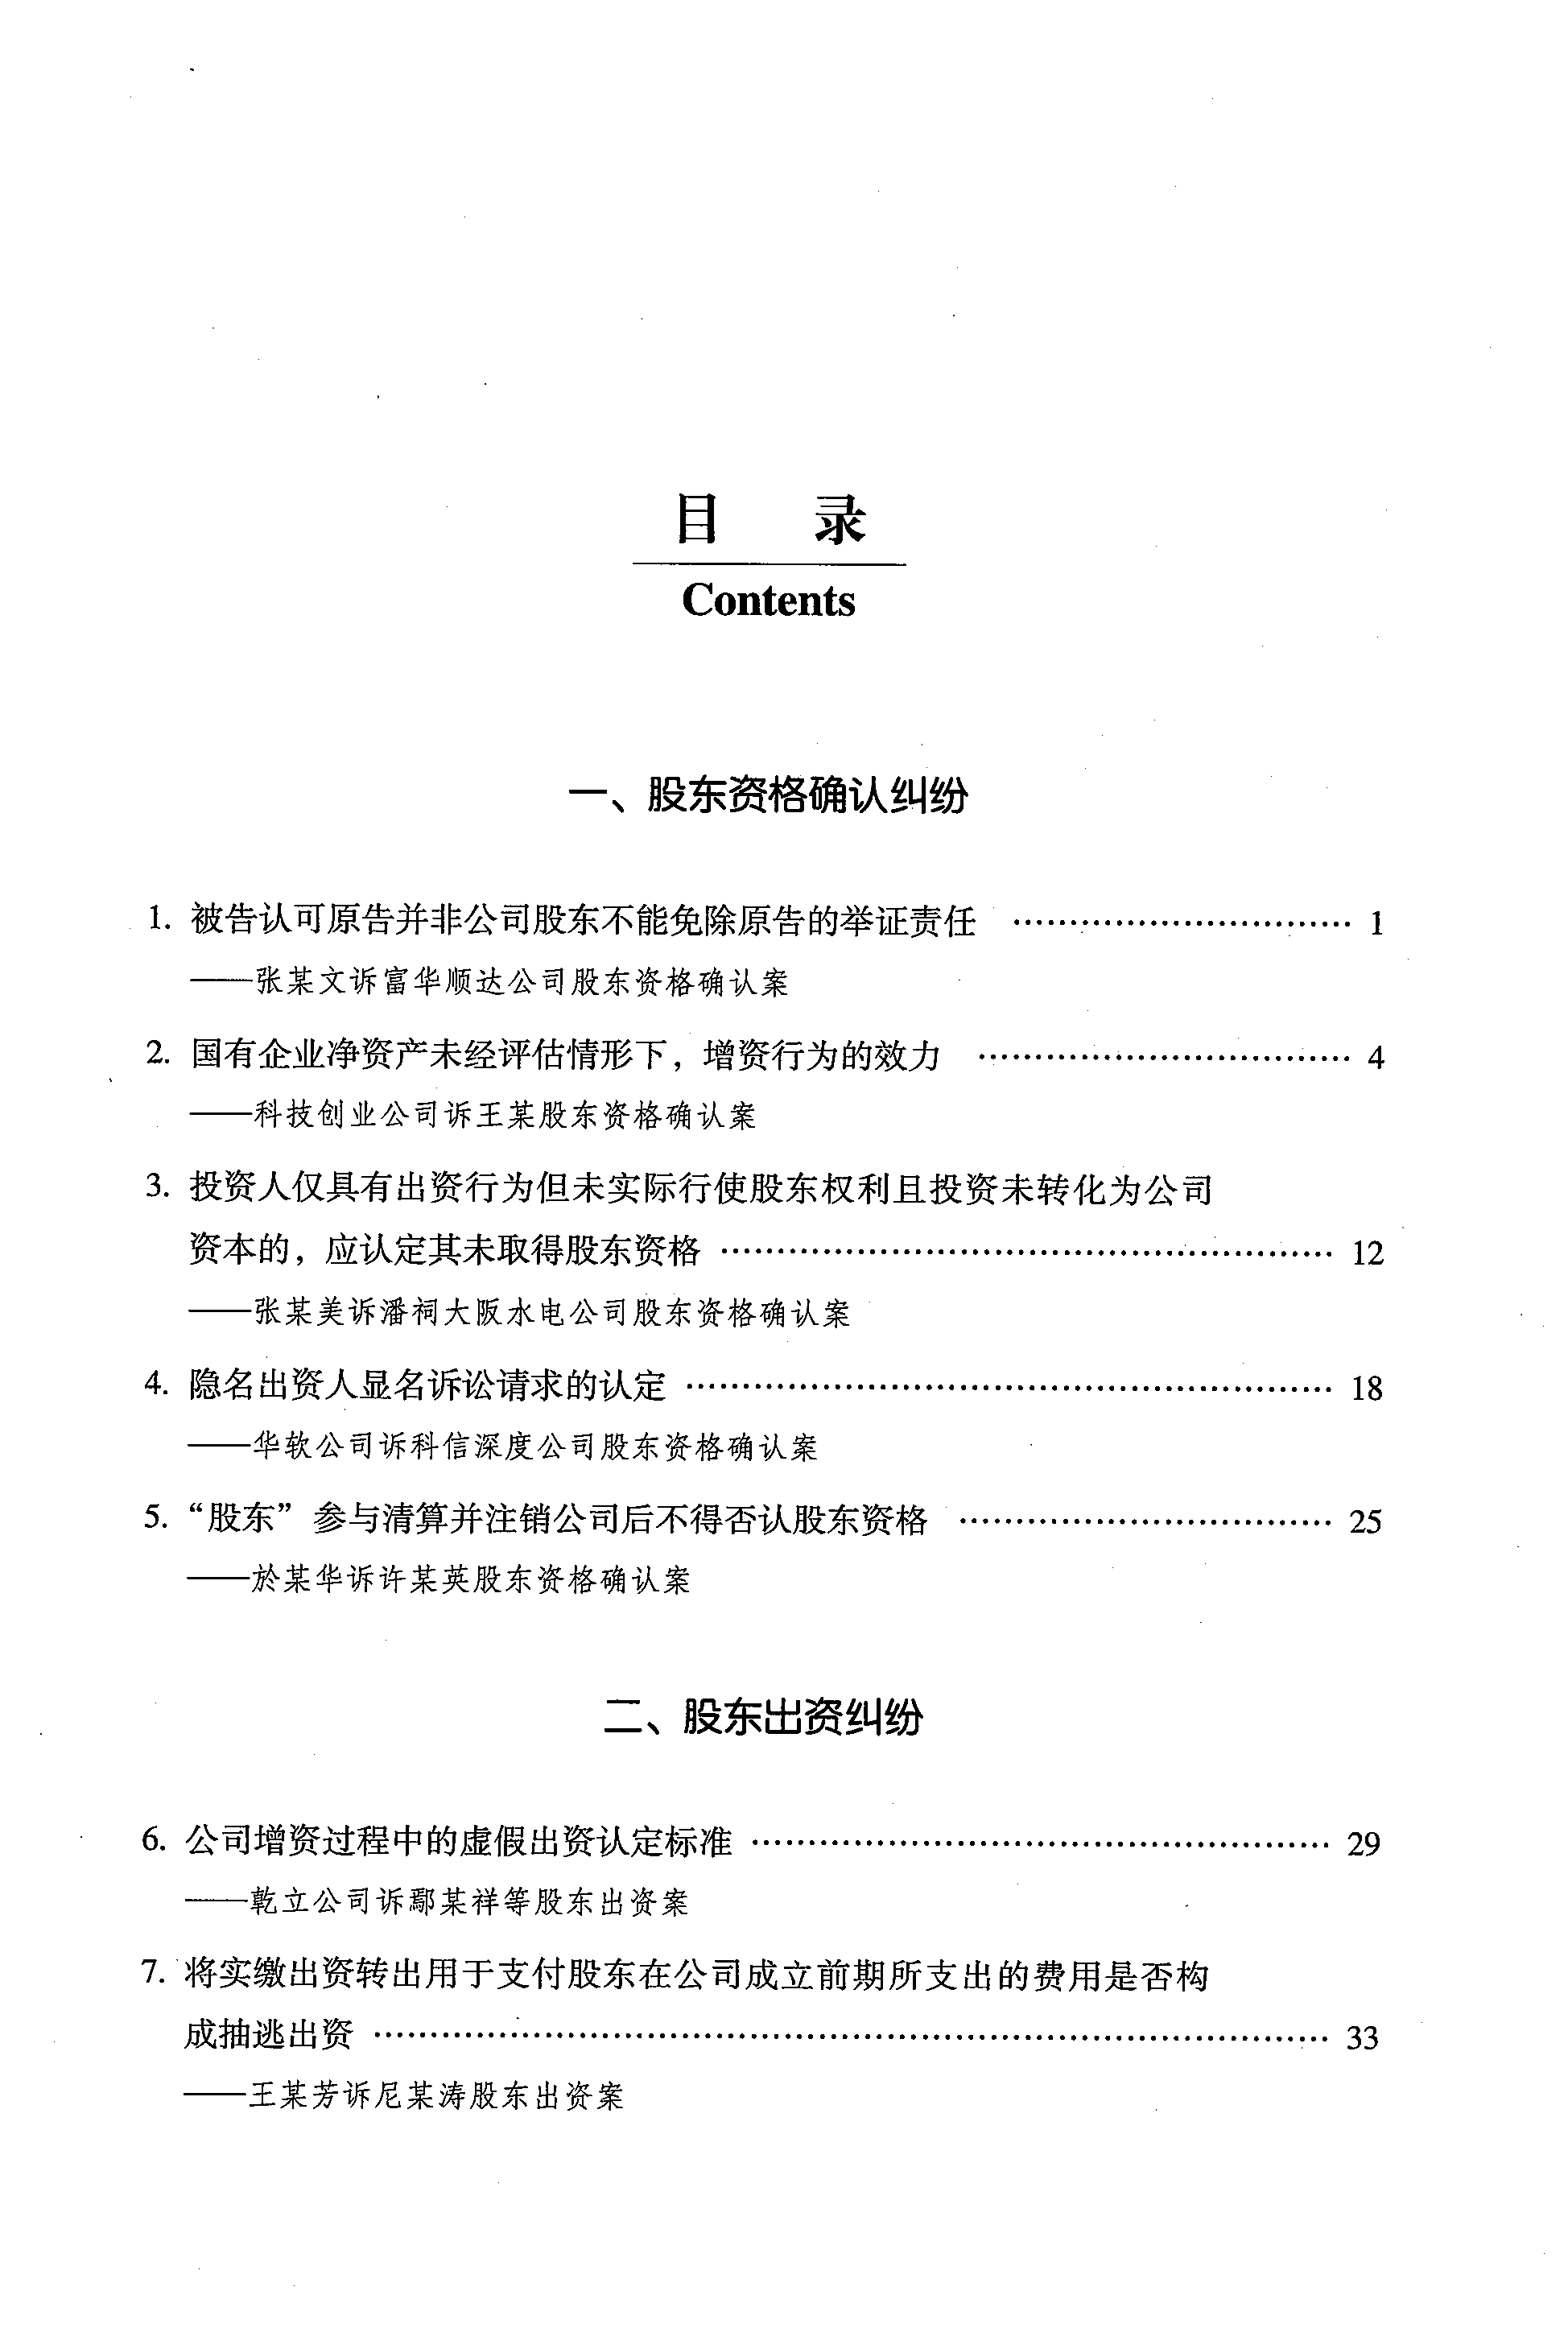 目 录
Contents
一、股东资格确认纠纷
1. 被告认可原告并非公司股东不能免除原告的举证责任 …………………………… 1
——张某文诉富华顺达公司股东资格确认案
2. 国有企业净资产未经评估情形下，增资行为的效力 ……………………………… 4
——科技创业公司诉王某股东资格确认案
3. 投资人仅具有出资行为但未实际行使股东权利且投资未转化为公司
资本的，应认定其未取得股东资格 …………………………………………………… 12
——张某美诉潘祠大阪水电公司股东资格确认案
4. 隐名出资人显名诉讼请求的认定 ……………………………………………………… 18
——华软公司诉科信深度公司股东资格确认案
5. “股东”参与清算并注销公司后不得否认股东资格 ……………………………… 25
——於某华诉许某英股东资格确认案
二、股东出资纠纷
6. 公司增资过程中的虚假出资认定标准 ………………………………………………… 29
——乾立公司诉鄢某祥等股东出资案
7. 将实缴出资转出用于支付股东在公司成立前期所支出的费用是否构
成抽逃出资 ………………………………………………………………………………… 33
——王某芳诉尼某涛股东出资案